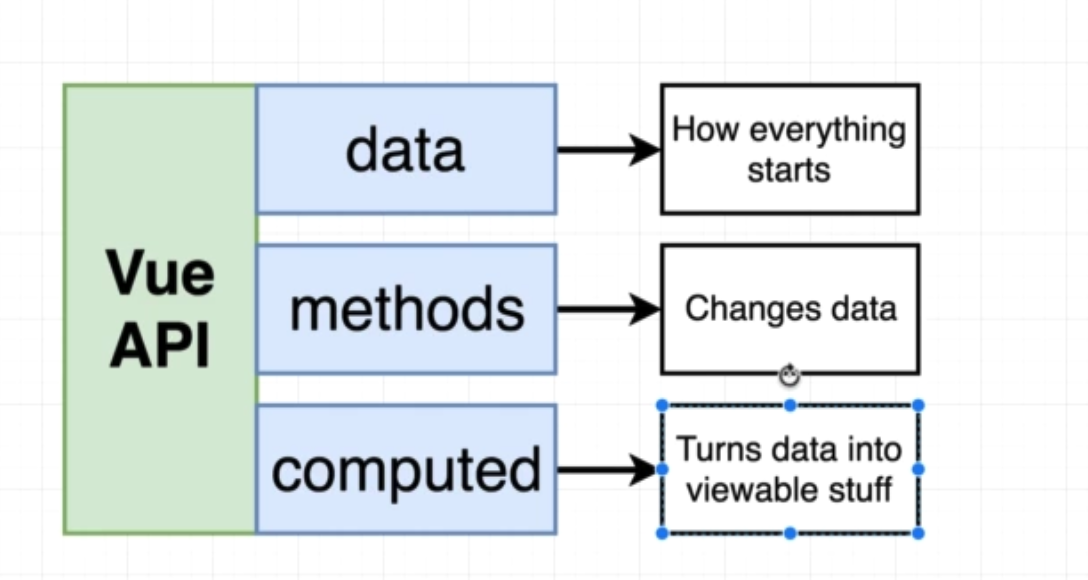 Vue
API
data
How everything
starts
methods
Changes data
computed
Turns data into
viewable stuff